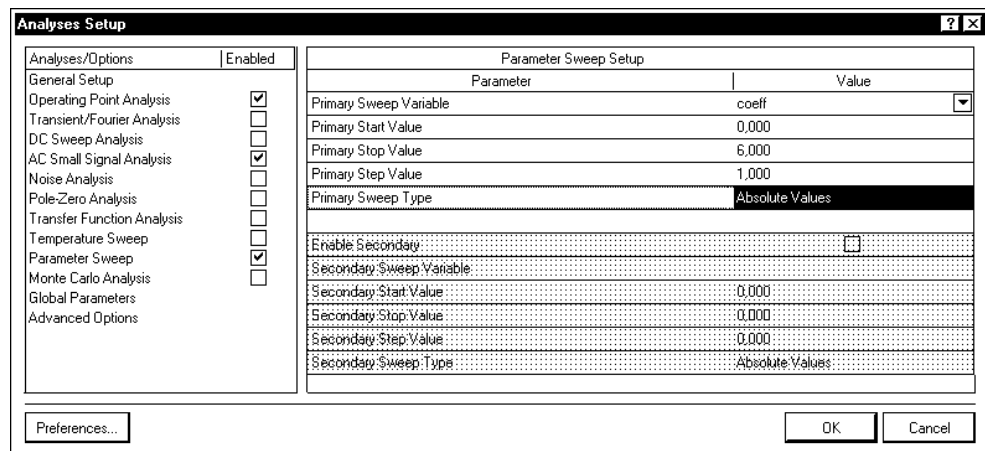 Analyses Setup
Analyses/Options Enabled
General Setup
Operating Point Analysis
Transient/Fourier Analysis
DC Sweep Analysis
AC Small Signal Analysis
Noise Analysis
Pole-Zero Analysis
Transfer Function Analysis
Temperature Sweep
Parameter Sweep
Monte Carlo Analysis
Global Parameters
Advanced Options
Parameter Sweep Setup
Parameter Value
Primary Sweep Variable coeff
Primary Start Value 0,000
Primary Stop Value 6,000
Primary Step Value 1,000
Primary Sweep Type Absolute Values
Enable Secondary
Secondary Sweep Variable
Secondary Start Value 0,000
Secondary Stop Value 0,000
Secondary Step Value 0,000
Secondary Sweep Type Absolute Values
Preferences... OK Cancel